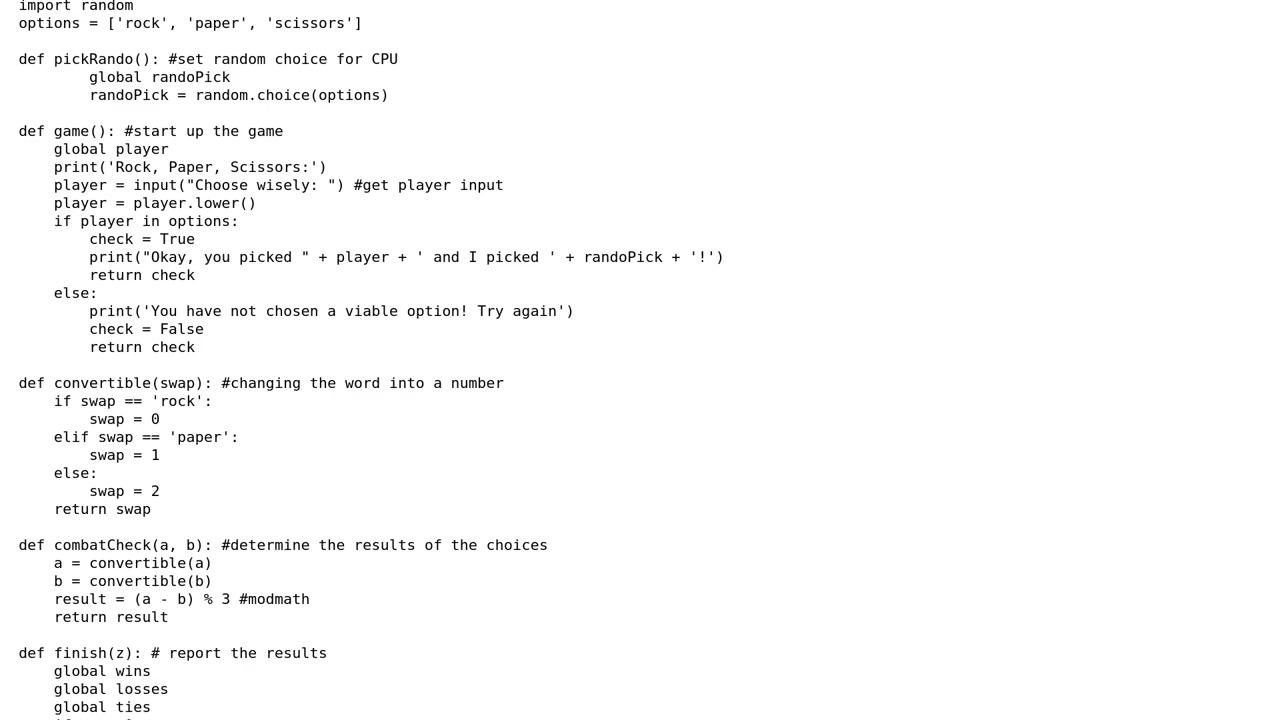 import random
options = ['rock', 'paper', 'scissors']

def pickRando(): #set random choice for CPU
        global randoPick
        randoPick = random.choice(options)

def game(): #start up the game
    global player
    print('Rock, Paper, Scissors:')
    player = input("Choose wisely: ") #get player input
    player = player.lower()
    if player in options:
        check = True
        print("Okay, you picked " + player + ' and I picked ' + randoPick + '!')
        return check
    else:
        print('You have not chosen a viable option! Try again')
        check = False
        return check

def convertible(swap): #changing the word into a number
    if swap == 'rock':
        swap = 0
    elif swap == 'paper':
        swap = 1
    else:
        swap = 2
    return swap

def combatCheck(a, b): #determine the results of the choices
    a = convertible(a)
    b = convertible(b)
    result = (a - b) % 3 #modmath
    return result

def finish(z): # report the results
    global wins
    global losses
    global ties